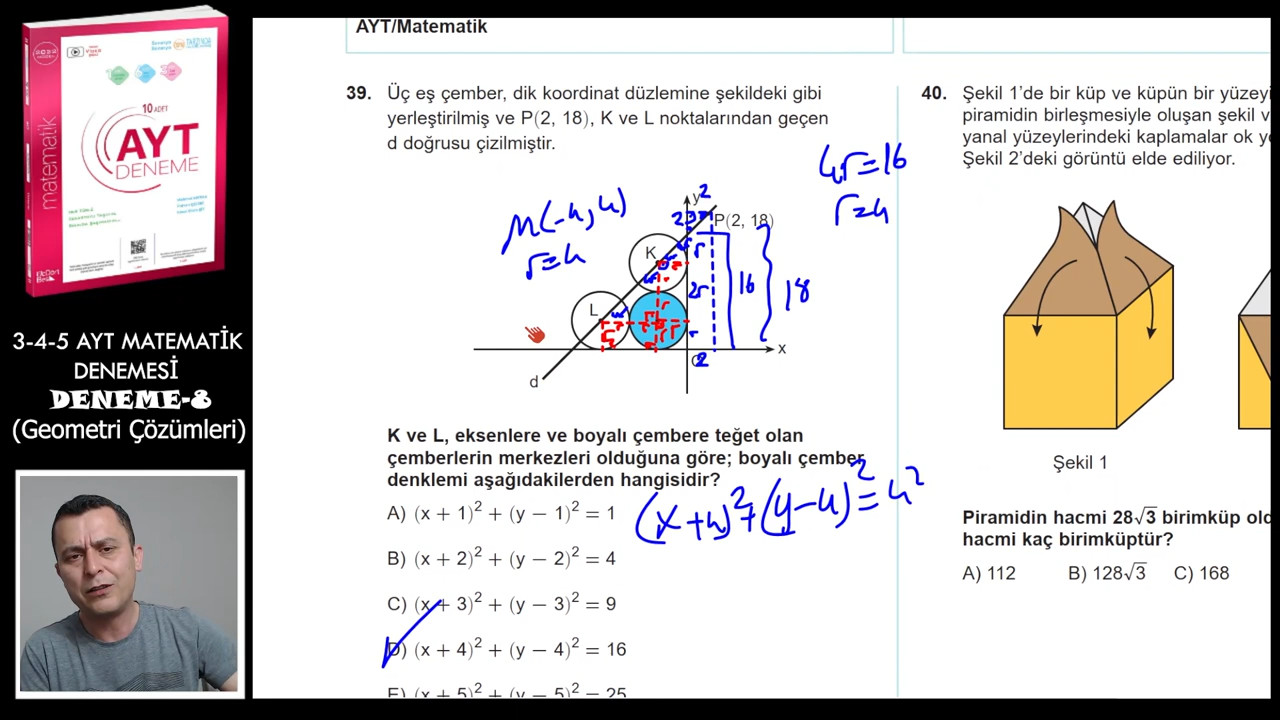 AYT/Matematik
39. Üç eş çember, dik koordinat düzlemine şekildeki gibi
yerleştirilmiş ve P(2, 18), K ve L noktalarından geçen
d doğrusu çizilmiştir.
4r=16
r=4
M(-4, 4)
r=4
y
2
P(2, 18)
K
r
2r
16
18
L
r
x
2
d
K ve L, eksenlere ve boyalı çembere teğet olan
çemberlerin merkezleri olduğuna göre; boyalı çember
denklemi aşağıdakilerden hangisidir?
(x+4)²+(y-4)²=4²
A) (x + 1)² + (y − 1)² = 1
B) (x + 2)² + (y − 2)² = 4
C) (x + 3)² + (y − 3)² = 9
D) (x + 4)² + (y − 4)² = 16
E) (x + 5)² + (y − 5)² = 25
40. Şekil 1'de bir küp ve küpün bir yüzeyi
piramidin birleşmesiyle oluşan şekil v
yanal yüzeylerindeki kaplamalar ok y
Şekil 2'deki görüntü elde ediliyor.
Şekil 1
Piramidin hacmi 28√3 birimküp old
hacmi kaç birimküptür?
A) 112 B) 128√3 C) 168
matematik
10 ADET
AYT
DENEME
3-4-5 AYT MATEMATİK
DENEMESİ
DENEME-8
(Geometri Çözümleri)